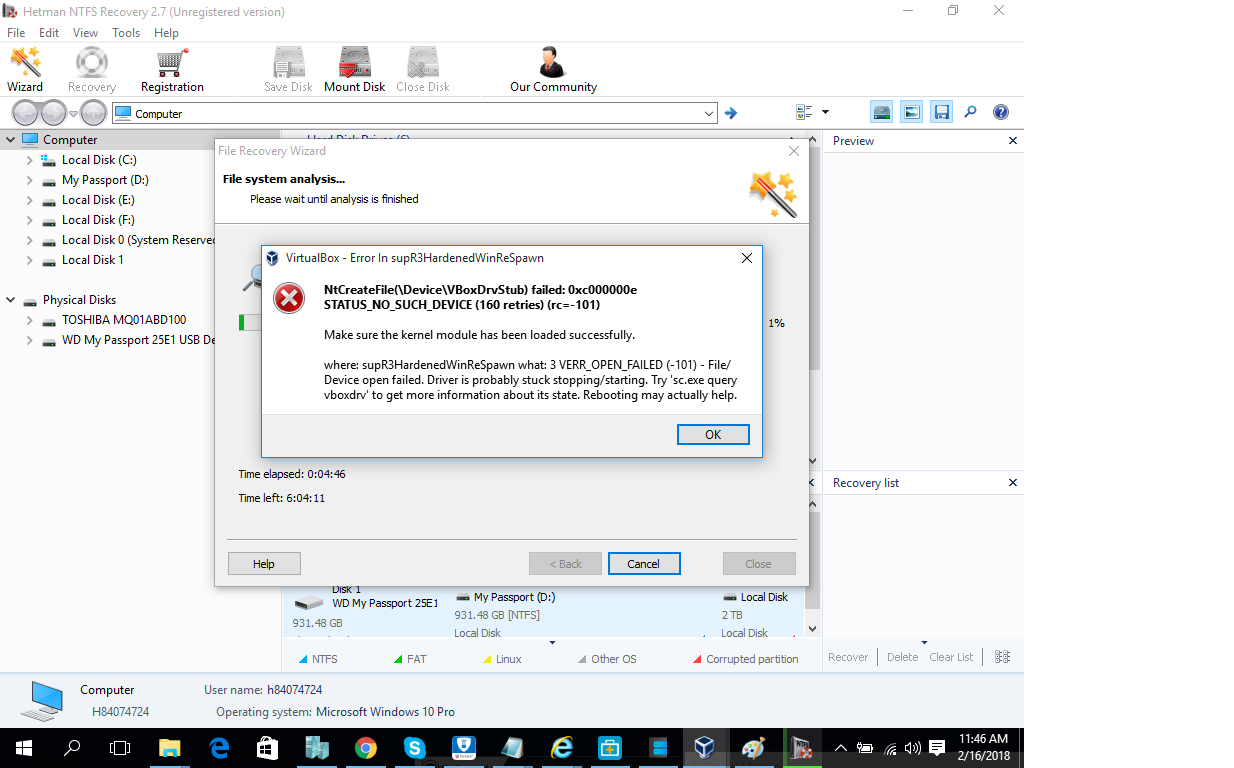 Hetman NTFS Recovery 2.7 (Unregistered version)
File Edit View Tools Help
Wizard Recovery Registration Save Disk Mount Disk Close Disk Our Community
Computer
Computer
Local Disk (C:)
My Passport (D:)
Local Disk (E:)
Local Disk (F:)
Local Disk 0 (System Reserved
Local Disk 1
Physical Disks
TOSHIBA MQ01ABD100
WD My Passport 25E1 USB De
Hard Disk Drives (6)
File Recovery Wizard
File system analysis...
Please wait until analysis is finished
VirtualBox - Error In supR3HardenedWinReSpawn
NtCreateFile(\Device\VBoxDrvStub) failed: 0xc000000e
STATUS_NO_SUCH_DEVICE (160 retries) (rc=-101)
Make sure the kernel module has been loaded successfully.
where: supR3HardenedWinReSpawn what: 3 VERR_OPEN_FAILED (-101) - File/
Device open failed. Driver is probably stuck stopping/starting. Try 'sc.exe query
vboxdrv' to get more information about its state. Rebooting may actually help.
OK
1%
Time elapsed: 0:04:46
Time left: 6:04:11
Help < Back Cancel Close
Disk 1
WD My Passport 25E1
931.48 GB
My Passport (D:)
931.48 GB [NTFS]
Local Disk
Local Disk
2 TB
Local Disk
NTFS FAT Linux Other OS Corrupted partition
Preview
Recovery list
Recover Delete Clear List
Computer
H84074724
User name: h84074724
Operating system: Microsoft Windows 10 Pro
11:46 AM
2/16/2018